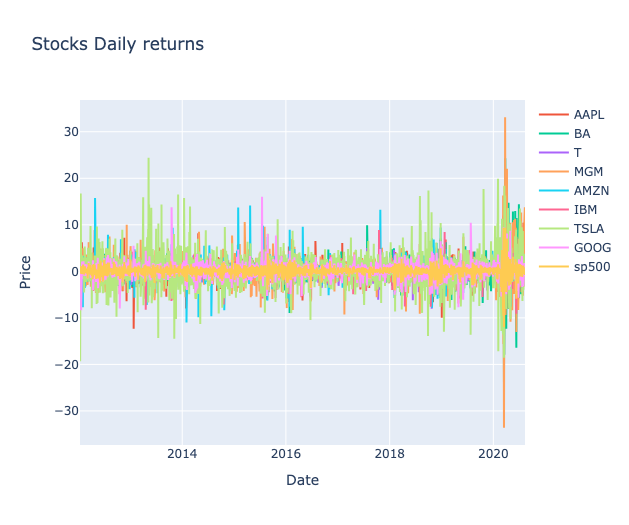 Stocks Daily returns
30
20
10
0
−10
−20
−30
Price
2014
2016
2018
2020
Date
AAPL
BA
T
MGM
AMZN
IBM
TSLA
GOOG
sp500